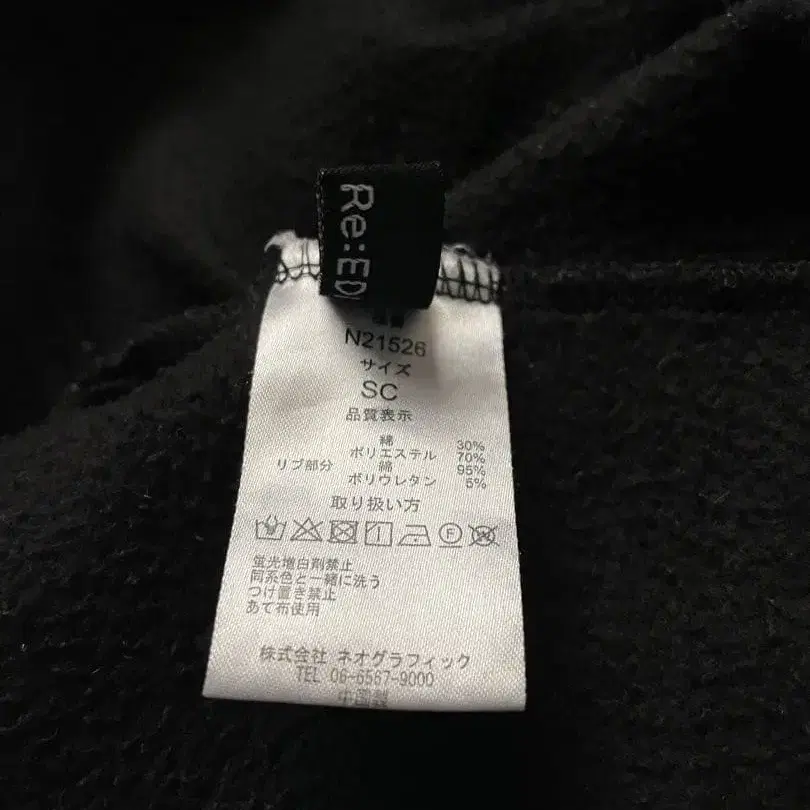 Re:ED
N21526
サイズ
SC
品質表示
綿 30%
ポリエステル 70%
リブ部分 綿 95%
ポリウレタン 5%
取り扱い方
F
W
蛍光増白剤禁止
同系色と一緒に洗う
つけ置き禁止
あて布使用
株式会社 ネオグラフィック
TEL 06-6567-9000
中国製